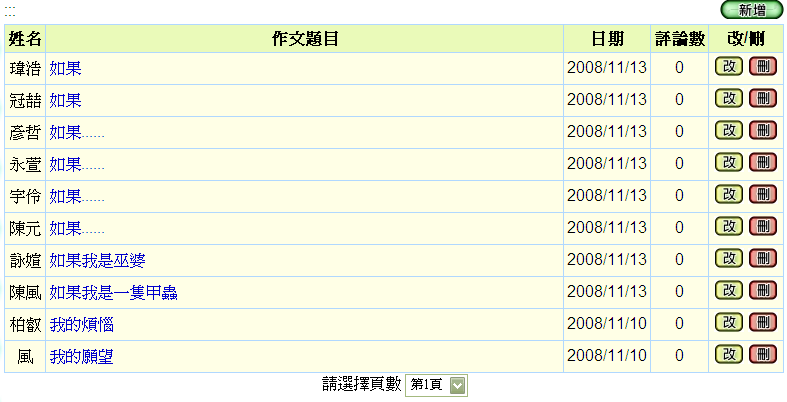 :::
新增
姓名 作文題目 日期 評論數 改/刪
瑋浩 如果 2008/11/13 0 改 刪
冠喆 如果 2008/11/13 0 改 刪
彥哲 如果...... 2008/11/13 0 改 刪
永萱 如果...... 2008/11/13 0 改 刪
宇伶 如果...... 2008/11/13 0 改 刪
陳元 如果...... 2008/11/13 0 改 刪
詠媗 如果我是巫婆 2008/11/13 0 改 刪
陳風 如果我是一隻甲蟲 2008/11/13 0 改 刪
柏叡 我的煩惱 2008/11/10 0 改 刪
風 我的願望 2008/11/10 0 改 刪
請選擇頁數 第1頁